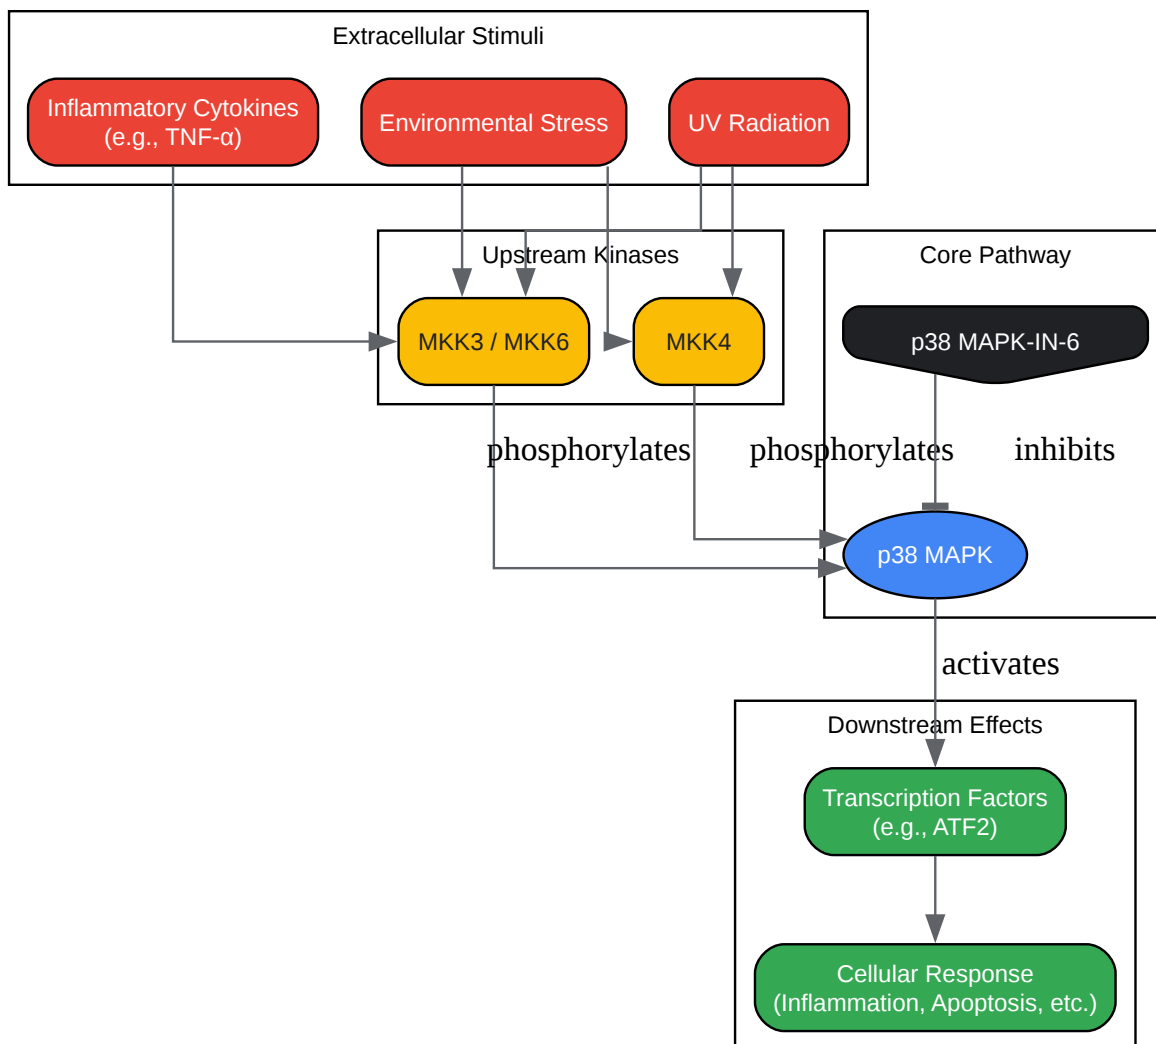 Extracellular Stimuli
Inflammatory Cytokines
(e.g., TNF-α)
Environmental Stress
UV Radiation
Upstream Kinases
Core Pathway
MKK3 / MKK6
MKK4
p38 MAPK-IN-6
phosphorylates
phosphorylates
inhibits
p38 MAPK
activates
Downstream Effects
Transcription Factors
(e.g., ATF2)
Cellular Response
(Inflammation, Apoptosis, etc.)